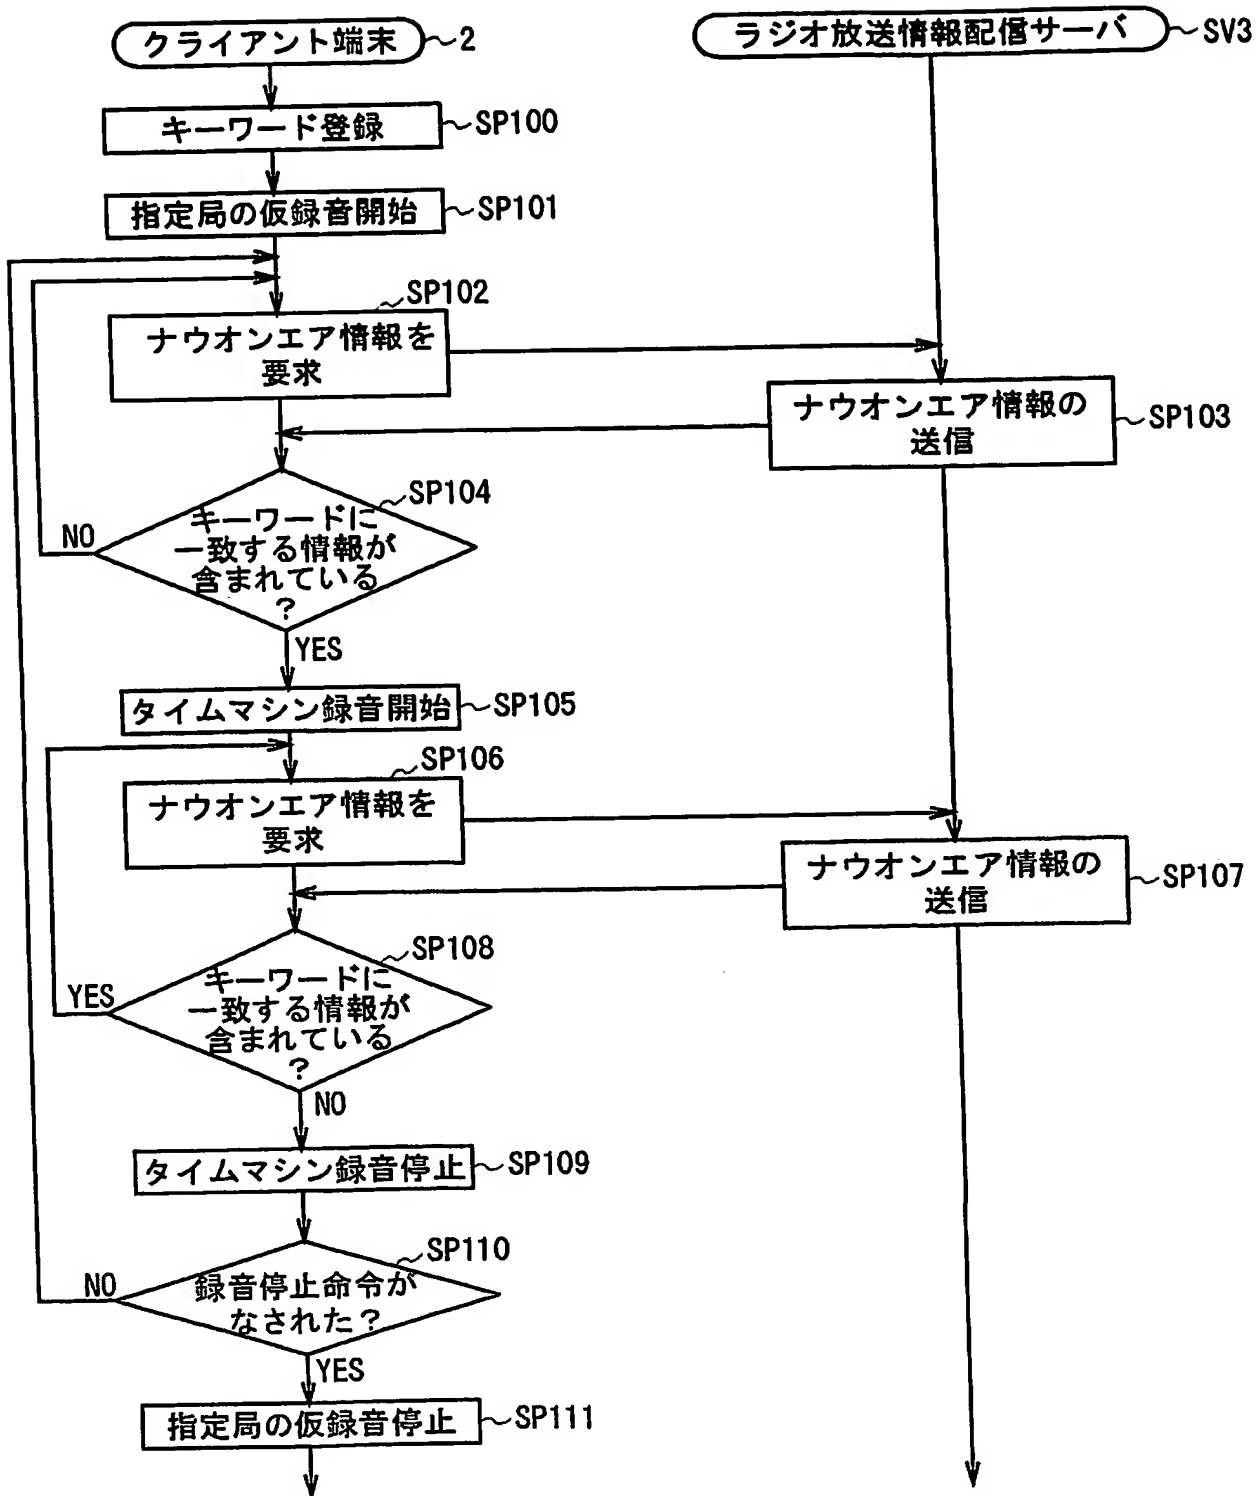 クライアント端末
2
ラジオ放送情報配信サーバ
SV3
キーワード登録
SP100
指定局の仮録音開始
SP101
SP102
ナウオンエア情報を
要求
ナウオンエア情報の
送信
SP103
SP104
キーワードに
一致する情報が
含まれている
?
NO
YES
タイムマシン録音開始
SP105
SP106
ナウオンエア情報を
要求
ナウオンエア情報の
送信
SP107
SP108
キーワードに
一致する情報が
含まれている
?
YES
NO
タイムマシン録音停止
SP109
SP110
録音停止命令が
なされた?
NO
YES
指定局の仮録音停止
SP111